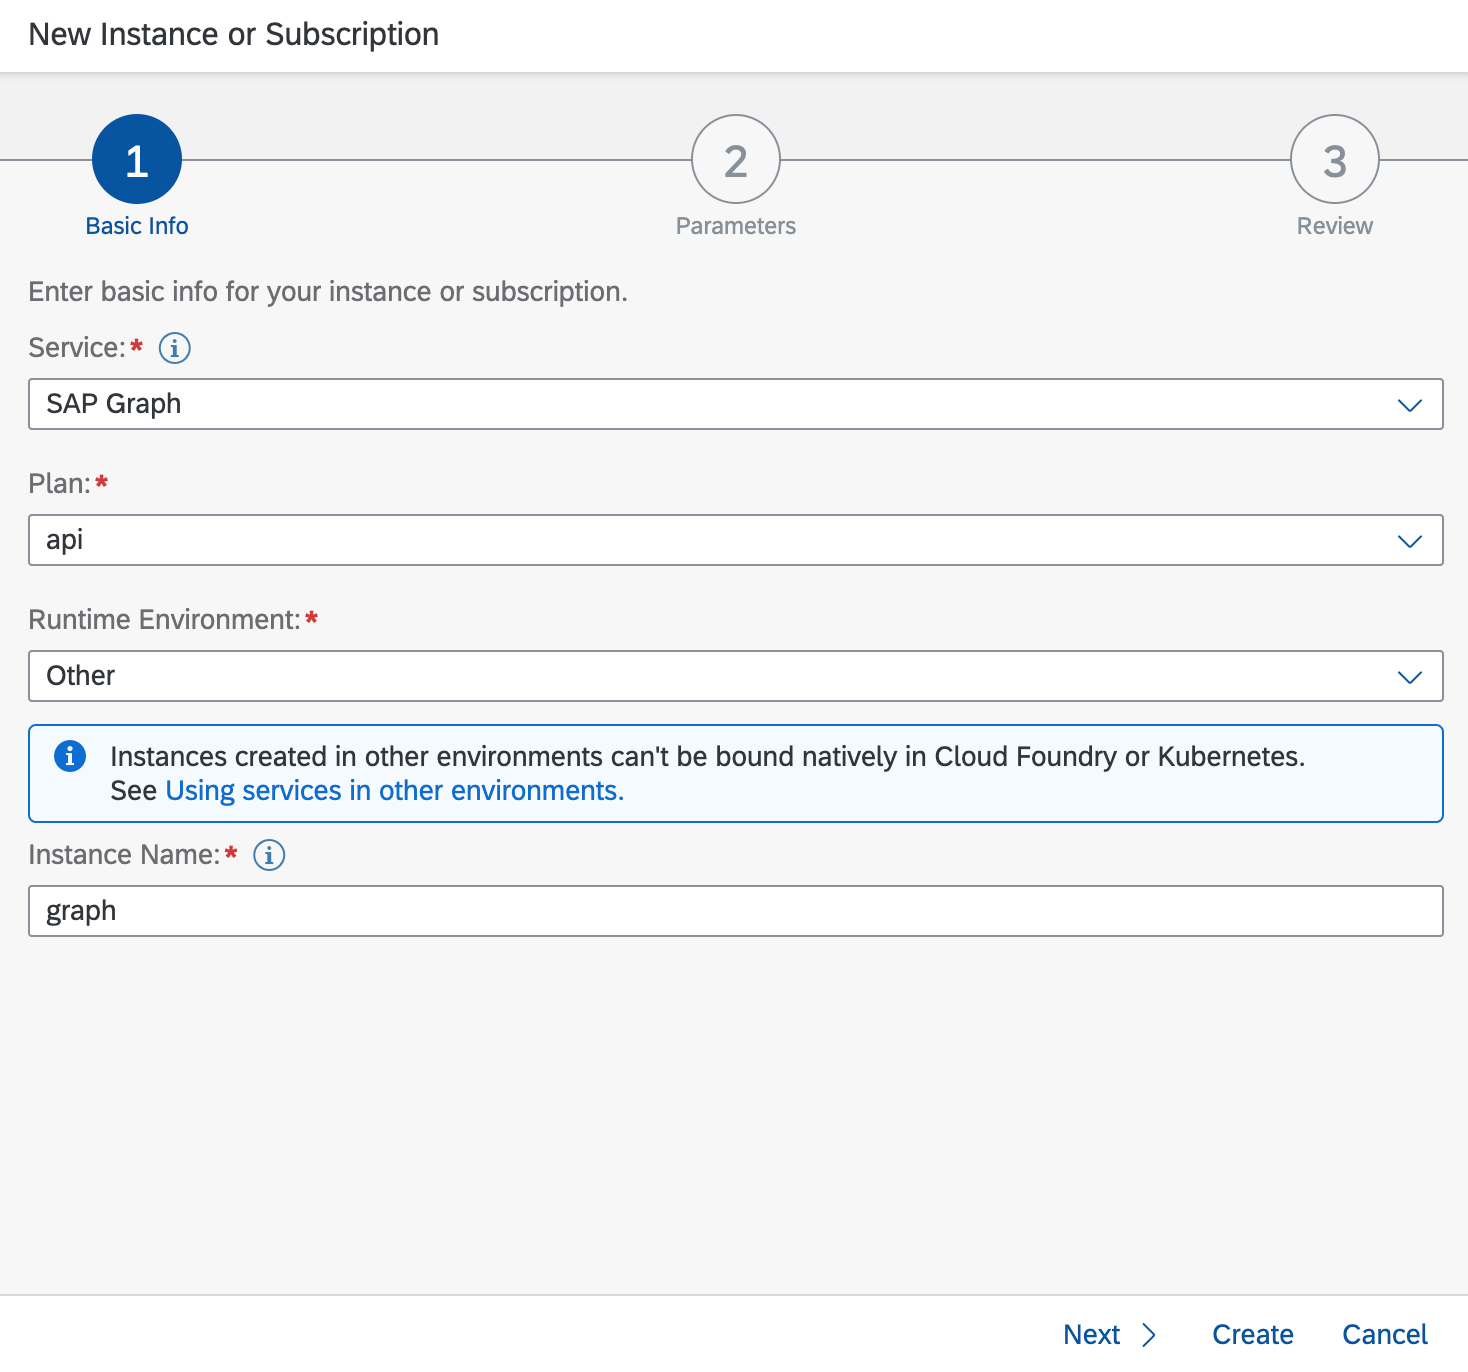 New Instance or Subscription
1
2
3
Basic Info
Parameters
Review
Enter basic info for your instance or subscription.
Service:*
SAP Graph
Plan:*
api
Runtime Environment:*
Other
Instances created in other environments can't be bound natively in Cloud Foundry or Kubernetes.
See Using services in other environments.
Instance Name:*
graph
Next
Create
Cancel